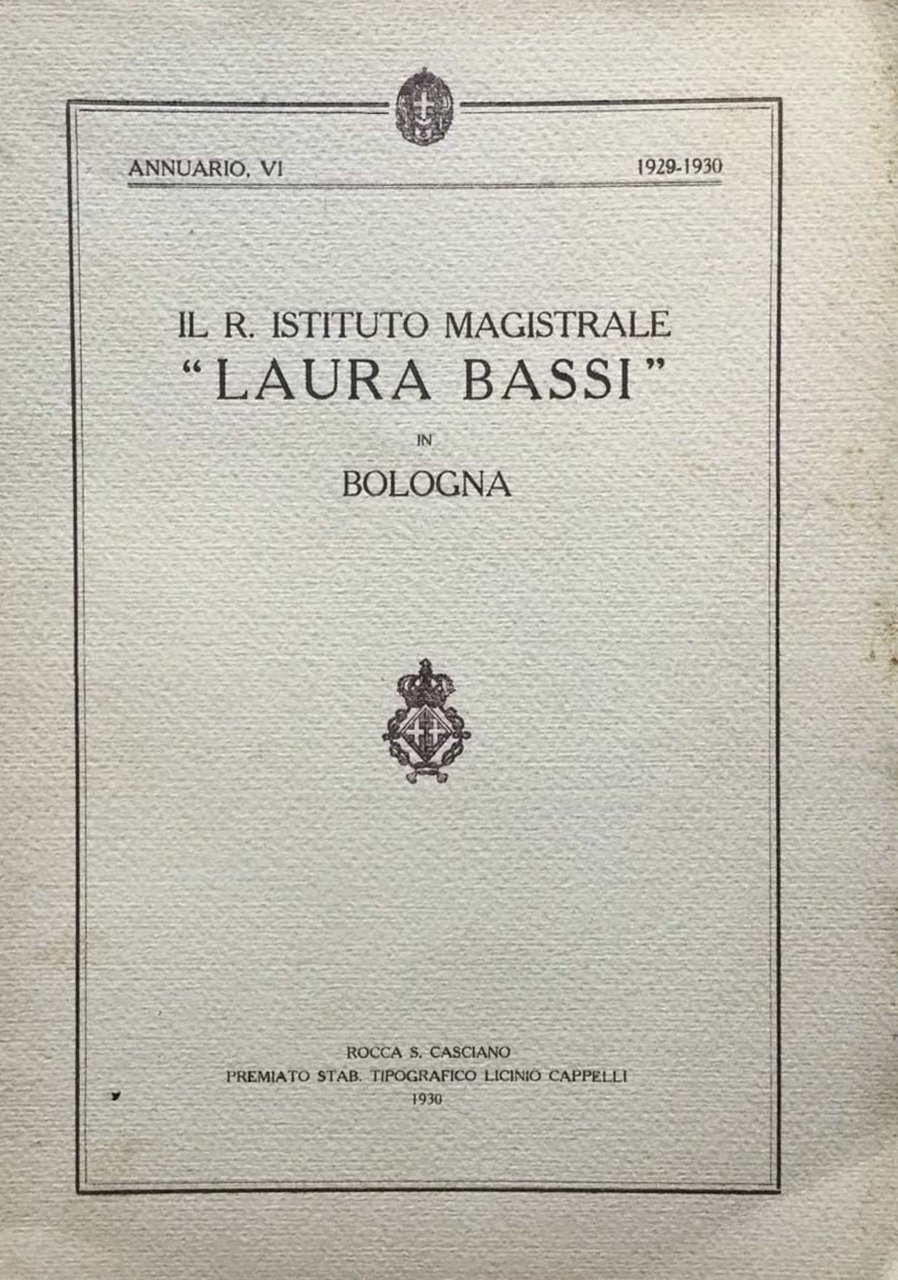 ANNUARIO, VI 1929-1930
IL R. ISTITUTO MAGISTRALE
“LAURA BASSI”
IN
BOLOGNA
ROCCA S. CASCIANO
PREMIATO STAB. TIPOGRAFICO LICINIO CAPPELLI
1930